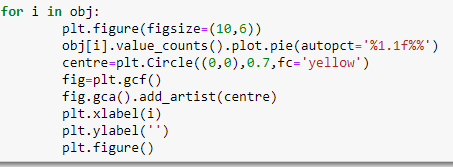 for i in obj:
        plt.figure(figsize=(10,6))
        obj[i].value_counts().plot.pie(autopct='%1.1f%%')
        centre=plt.Circle((0,0),0.7,fc='yellow')
        fig=plt.gcf()
        fig.gca().add_artist(centre)
        plt.xlabel(i)
        plt.ylabel('')
        plt.figure()